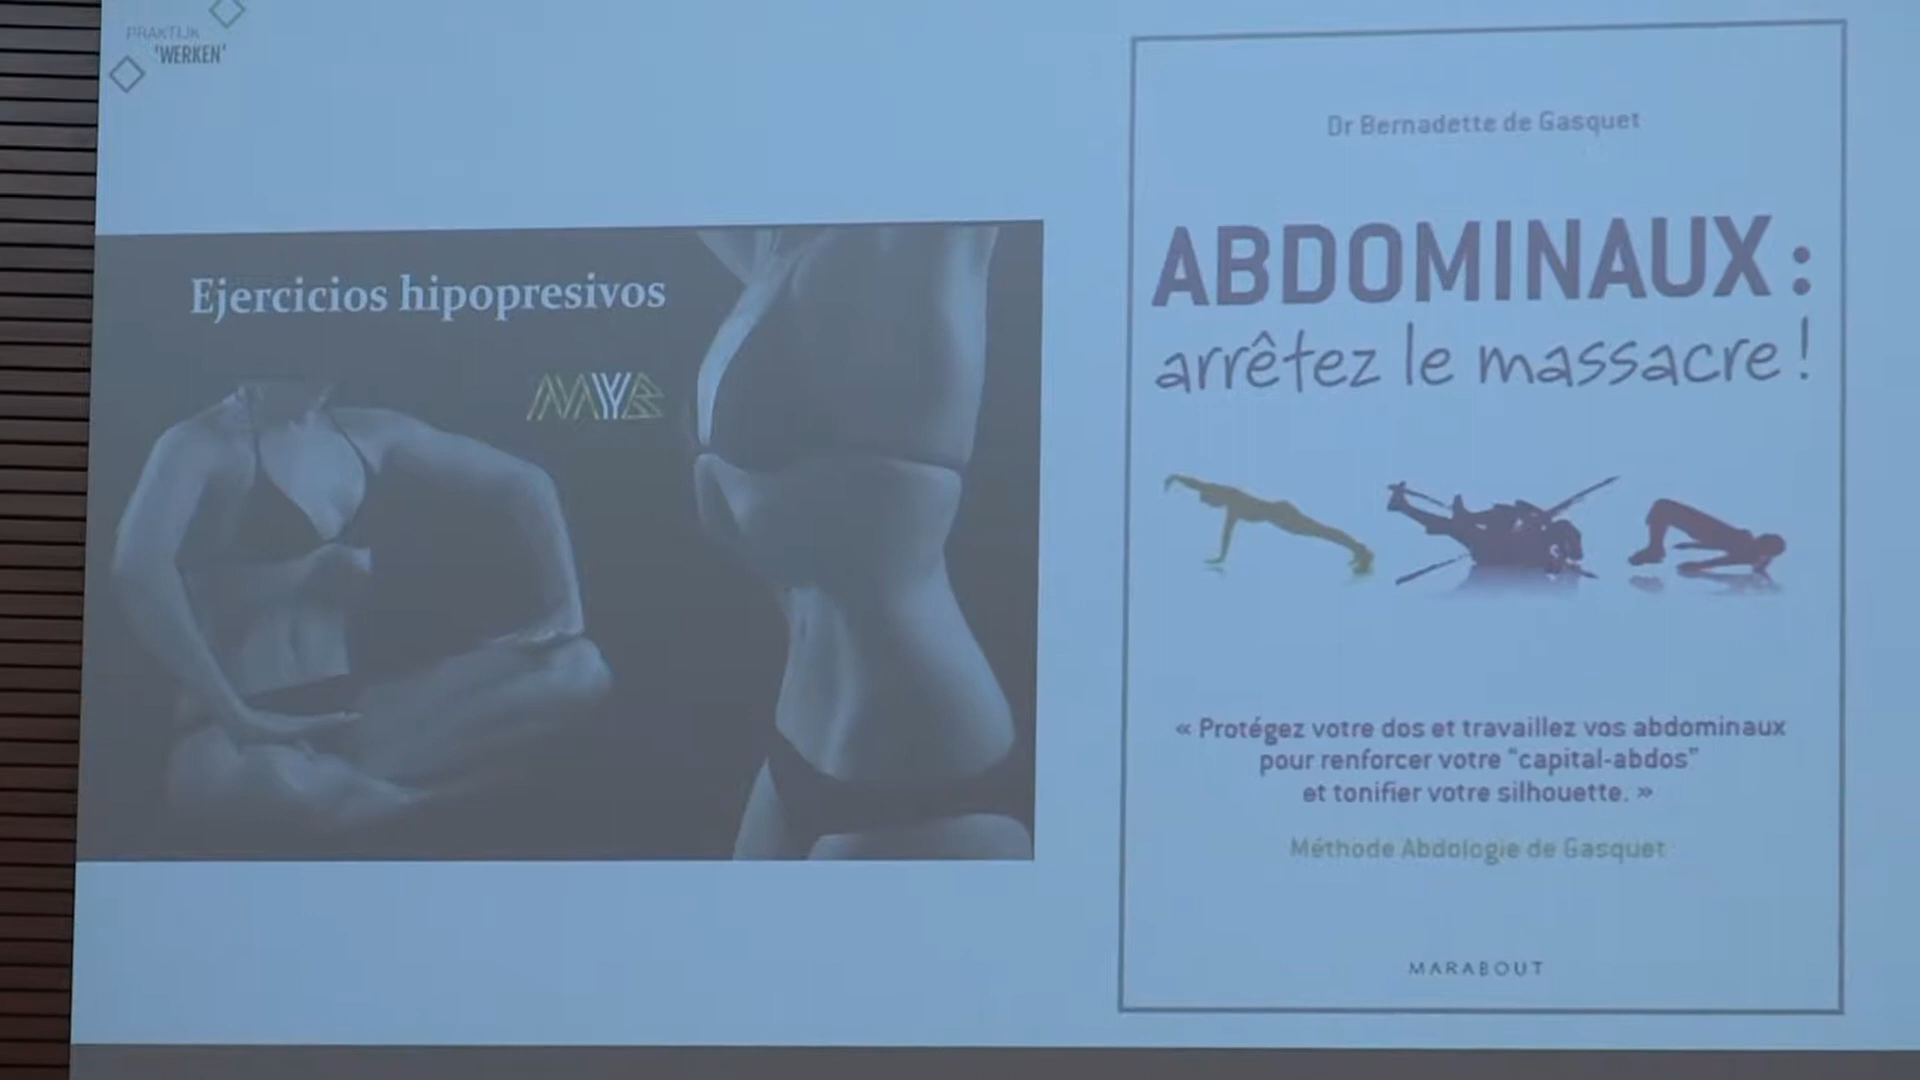 PRAKTIJK
'WERKEN'
Ejercicios hipopresivos
Dr Bernadette de Gasquet
ABDOMINAUX :
arrêtez le massacre !
« Protégez votre dos et travaillez vos abdominaux
pour renforcer votre "capital-abdos"
et tonifier votre silhouette. »
Méthode Abdologie de Gasquet
MARABOUT